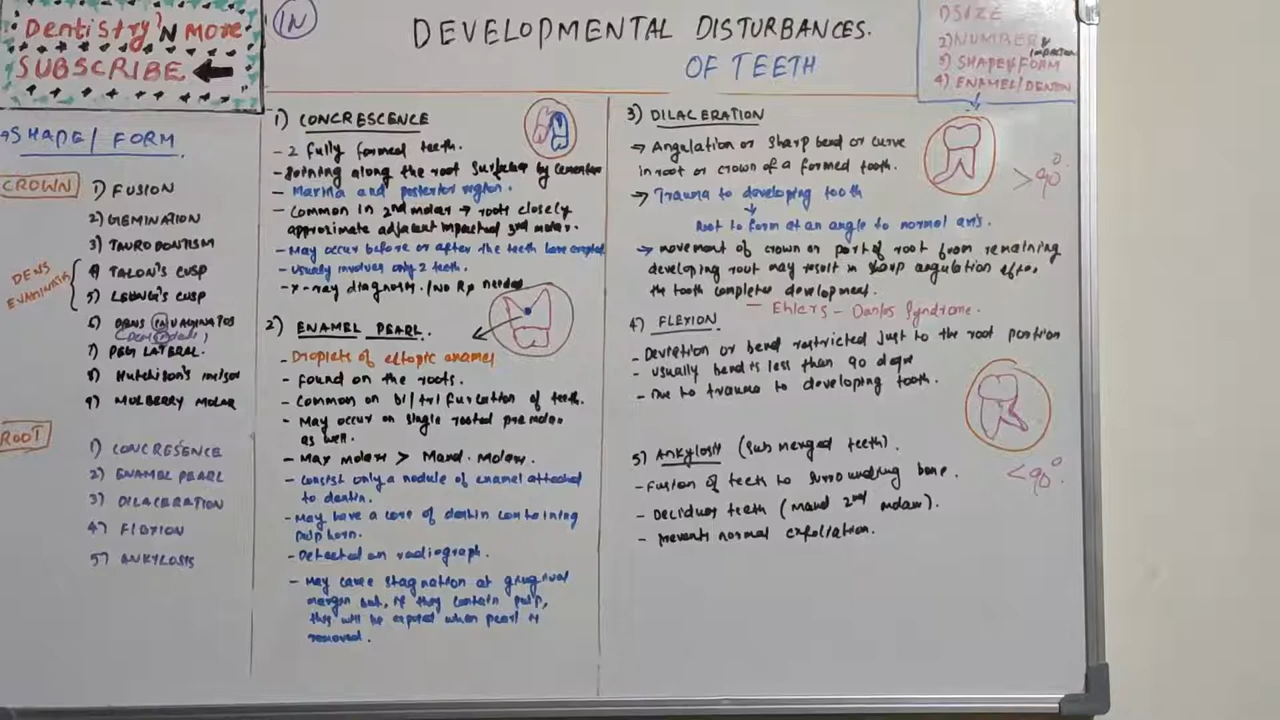 Dentistry'N More
SUBSCRIBE
IN
DEVELOPMENTAL DISTURBANCES.
OF TEETH
1) SIZE
2) NUMBER &
impaction
3) SHAPE & FORM
4) ENAMEL/DENTIN
SHAPE / FORM
CROWN
1) FUSION
2) GEMINATION
3) TAURODONTISM
DENS
EVAGINATUS
4) TALON'S CUSP
5) LEONG'S CUSP
6) DENS INVAGINATUS
7) PEG LATERAL.
8) Hutchison's incisor
9) MULBERRY MOLAR
ROOT
1) CONCRESENCE
2) ENAMEL PEARL
3) DILACERATION
4) FLEXION
5) ANKYLOSIS
1) CONCRESCENCE
- 2 fully formed teeth.
- Joining along the root surfaces by cementum
- Maxilla and posterior region.
- Common in 2nd molar → roots closely
approximate adjacent impacted 3rd molar.
- May occur before or after the teeth have erupted
- Usually involves only 2 teeth.
- X-ray diagnosis. /No Rx needed
2) ENAMEL PEARL.
- Droplets of ectopic enamel
- Found on the roots.
- Common on bi/tri furcation of teeth.
- May occur on single rooted premolar
as well.
- Max molars > Mand. Molars.
- Consist only a nodule of enamel attached
to dentin.
- May have a core of dentin containing
pulp horn.
- Detected on radiograph.
- May cause stagnation at gingival
margin but, if they contain pulp,
this will be exposed when pearl is
removed.
3) DILACERATION
→ Angulation or sharp bend or curve
in root or crown of a formed tooth.
→ Trauma to developing tooth
↓
Root to form at an angle to normal axis.
→ movement of crown or part of root from remaining
developing root may result in sharp angulation after
the tooth completes development.
- Ehlers - Danlos Syndrome.
>90°
4) FLEXION
- Deviation or bend restricted just to the root portion
- usually bend is less than 90 degree
- Due to trauma to developing tooth.
<90°
5) Ankylosis (Submerged teeth).
- Fusion of teeth to surrounding bone.
- Deciduous teeth (Mand 2nd molar).
- prevents normal exfoliation.